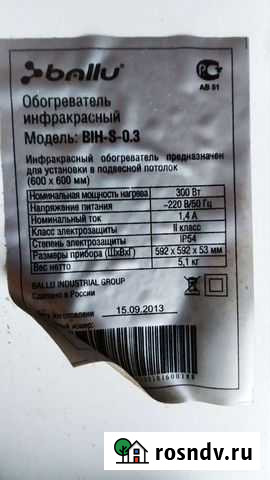 ballu
АВ 51
Обогреватель
инфракрасный
Модель: BIH-S-0.3
Инфракрасный обогреватель предназначен
для установки в подвесной потолок
(600 х 600 мм)
Номинальная мощность нагрева 300 Вт
Напряжение питания ~220 В/50 Гц
Номинальный ток 1,4 А
Класс электрозащиты II класс
Степень электрозащиты IP54
Размеры прибора (ШхВхГ) 592 х 592 х 53 мм
Вес нетто 5,1 кг
BALLU INDUSTRIAL GROUP
Сделано в России
изготовления 15.09.2013
номер:
rosndv.ru